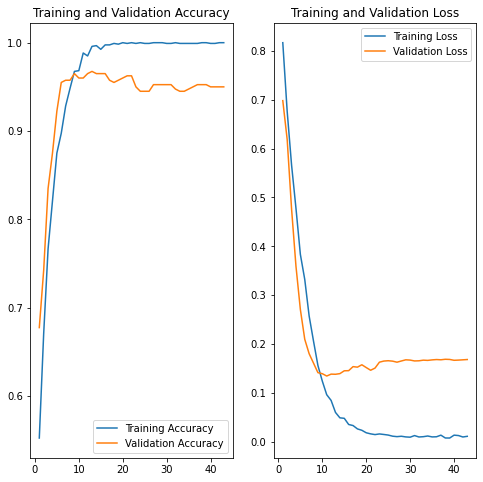 Training and Validation Accuracy
1.0
0.9
0.8
0.7
0.6
0 10 20 30 40
Training Accuracy
Validation Accuracy
Training and Validation Loss
Training Loss
Validation Loss
0.8
0.7
0.6
0.5
0.4
0.3
0.2
0.1
0.0
0 10 20 30 40